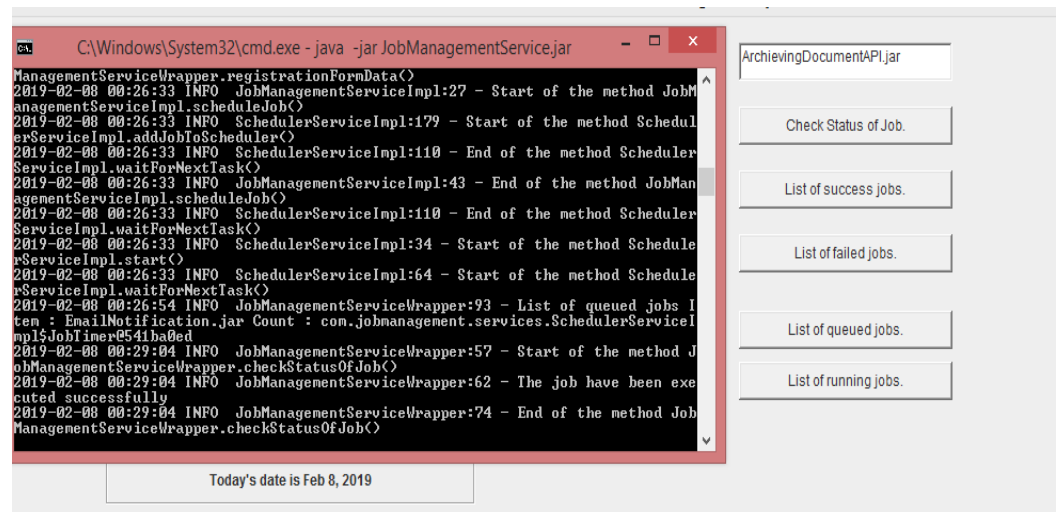 C:\Windows\System32\cmd.exe - java  -jar JobManagementService.jar
ManagementServiceWrapper.registrationFormData()
2019-02-08 00:26:33 INFO  JobManagementServiceImpl:27 - Start of the method JobM
anagementServiceImpl.scheduleJob()
2019-02-08 00:26:33 INFO  SchedulerServiceImpl:179 - Start of the method Schedul
erServiceImpl.addJobToScheduler()
2019-02-08 00:26:33 INFO  SchedulerServiceImpl:110 - End of the method Scheduler
ServiceImpl.waitForNextTask()
2019-02-08 00:26:33 INFO  JobManagementServiceImpl:43 - End of the method JobMan
agementServiceImpl.scheduleJob()
2019-02-08 00:26:33 INFO  SchedulerServiceImpl:110 - End of the method Scheduler
ServiceImpl.waitForNextTask()
2019-02-08 00:26:33 INFO  SchedulerServiceImpl:34 - Start of the method Schedule
rServiceImpl.start()
2019-02-08 00:26:33 INFO  SchedulerServiceImpl:64 - Start of the method Schedule
rServiceImpl.waitForNextTask()
2019-02-08 00:26:54 INFO  JobManagementServiceWrapper:93 - List of queued jobs I
tem : EmailNotification.jar Count : com.jobmanagement.services.SchedulerServiceI
mpl$JobTimer@541ba0ed
2019-02-08 00:29:04 INFO  JobManagementServiceWrapper:57 - Start of the method J
obManagementServiceWrapper.checkStatusOfJob()
2019-02-08 00:29:04 INFO  JobManagementServiceWrapper:62 - The job have been exe
cuted successfully
2019-02-08 00:29:04 INFO  JobManagementServiceWrapper:74 - End of the method Job
ManagementServiceWrapper.checkStatusOfJob()
ArchievingDocumentAPI.jar
Check Status of Job.
List of success jobs.
List of failed jobs.
List of queued jobs.
List of running jobs.
Today's date is Feb 8, 2019